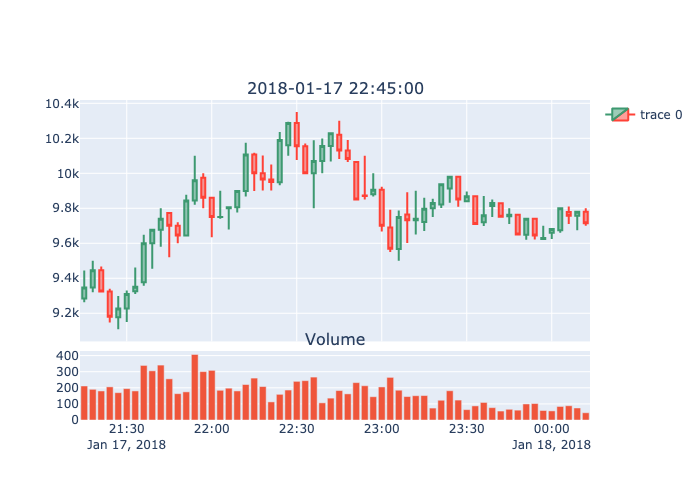 2018-01-17 22:45:00
10.4k
10.2k
10k
9.8k
9.6k
9.4k
9.2k
trace 0
Volume
400
300
200
100
0
21:30 22:00 22:30 23:00 23:30 00:00
Jan 17, 2018 Jan 18, 2018